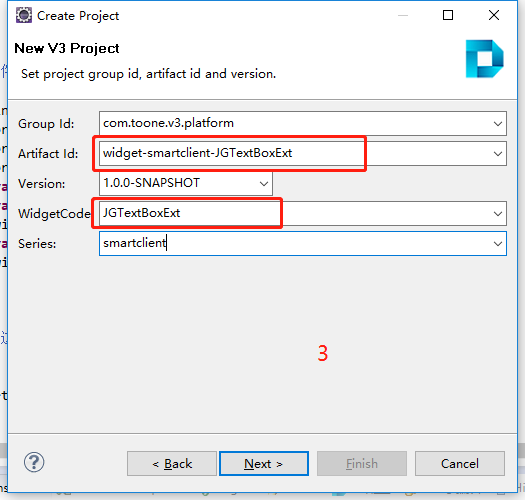 Create Project
New V3 Project
Set project group id, artifact id and version.
Group Id: com.toone.v3.platform
Artifact Id: widget-smartclient-JGTextBoxExt
Version: 1.0.0-SNAPSHOT
WidgetCode JGTextBoxExt
Series: smartclient
3
? < Back Next > Finish Cancel